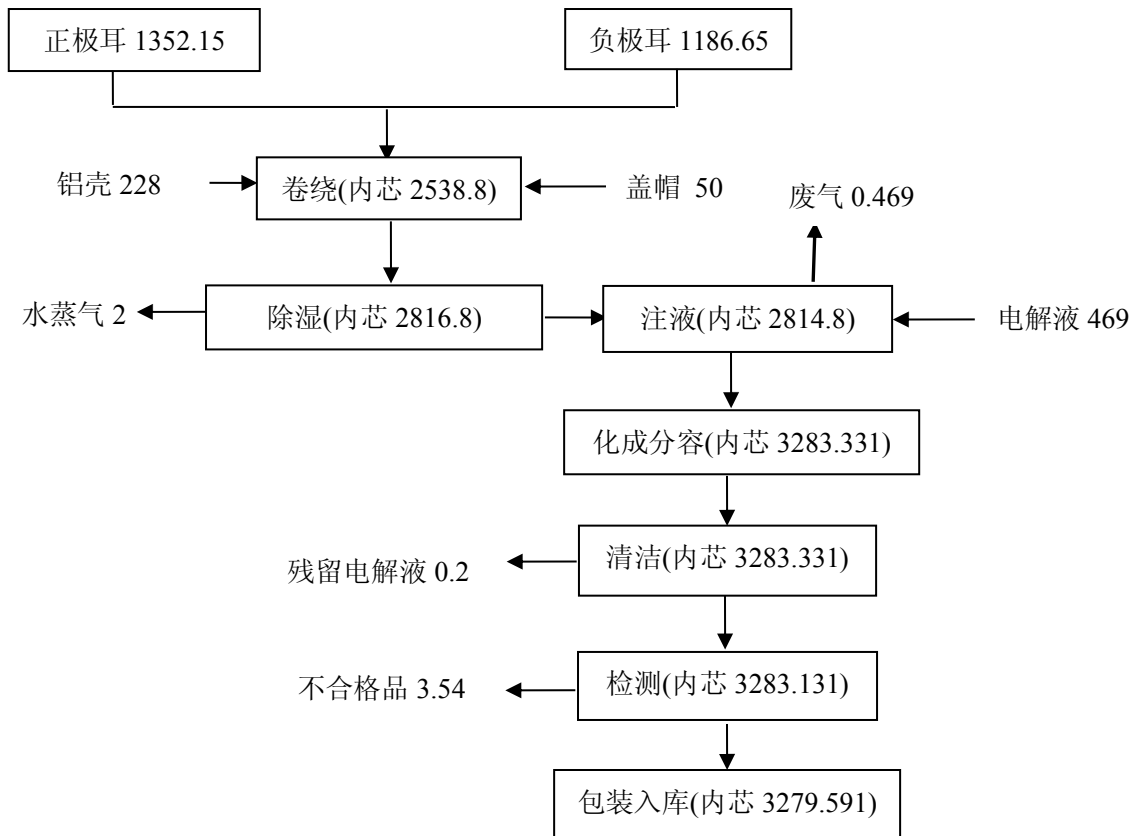 正极耳 1352.15
负极耳 1186.65
铝壳 228
卷绕(内芯 2538.8)
盖帽 50
废气 0.469
水蒸气 2
除湿(内芯 2816.8)
注液(内芯 2814.8)
电解液 469
化成分容(内芯 3283.331)
残留电解液 0.2
清洁(内芯 3283.331)
不合格品 3.54
检测(内芯 3283.131)
包装入库(内芯 3279.591)